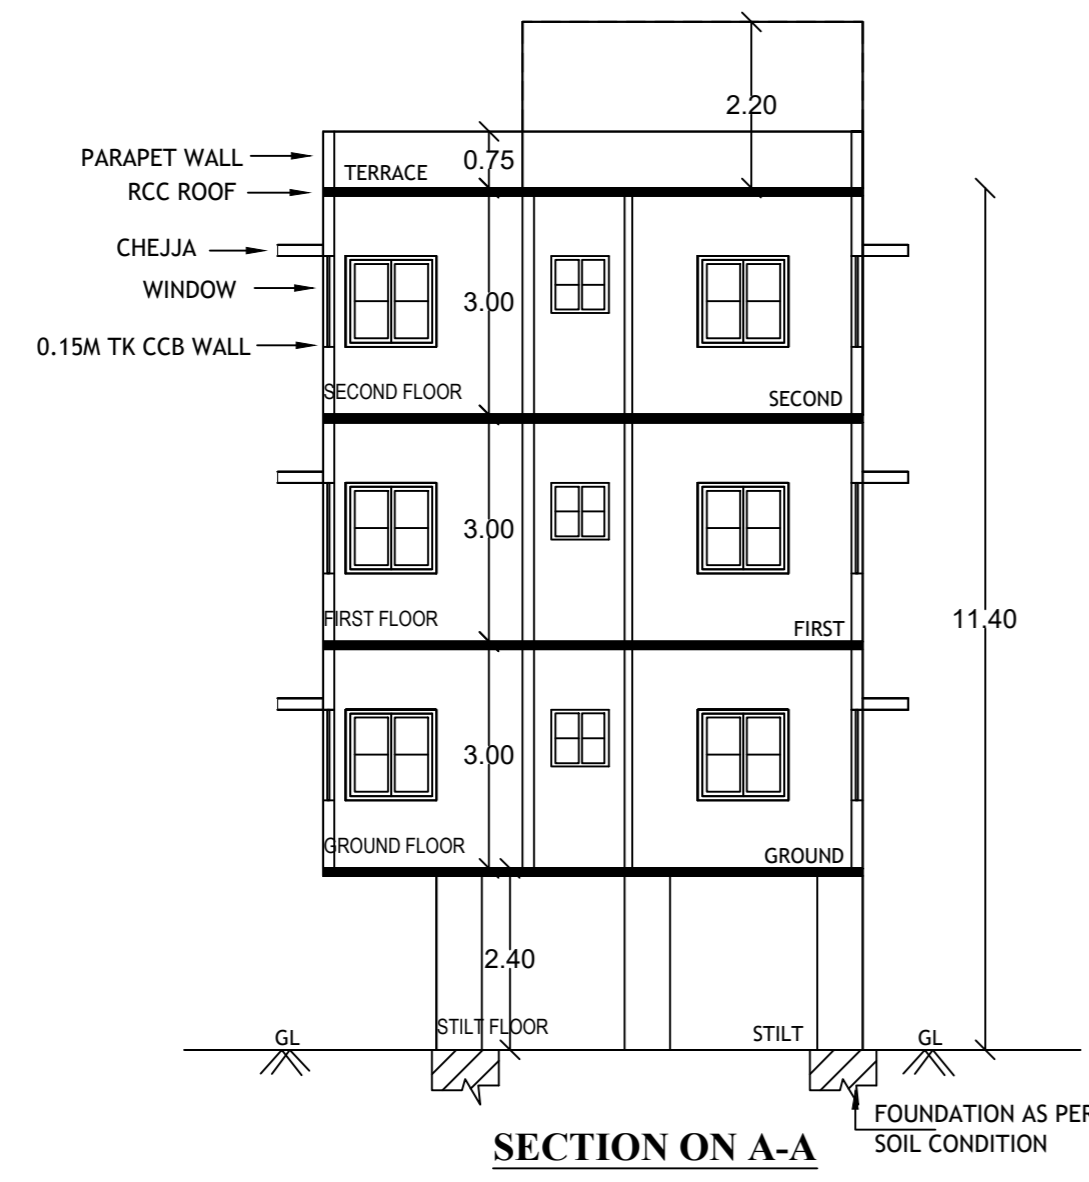 2.20
PARAPET WALL
0.75
TERRACE
RCC ROOF
CHEJJA
WINDOW
3.00
0.15M TK CCB WALL
SECOND FLOOR
SECOND
3.00
FIRST FLOOR
FIRST
11.40
3.00
GROUND FLOOR
GROUND
2.40
STILT FLOOR
STILT
GL
GL
FOUNDATION AS PER
SOIL CONDITION
SECTION ON A-A